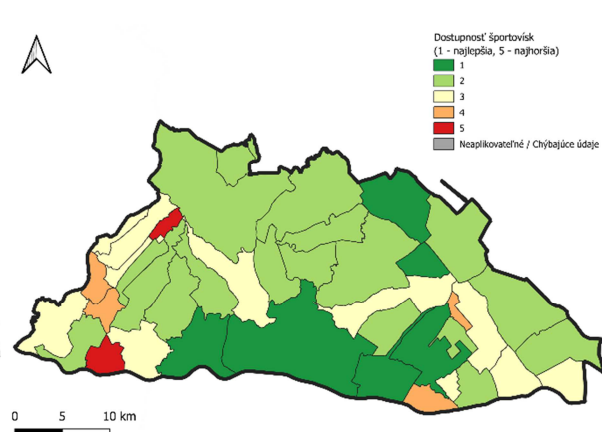 Dostupnosť športovísk
(1 - najlepšia, 5 - najhoršia)
1
2
3
4
5
Neaplikovateľné / Chýbajúce údaje
0 5 10 km